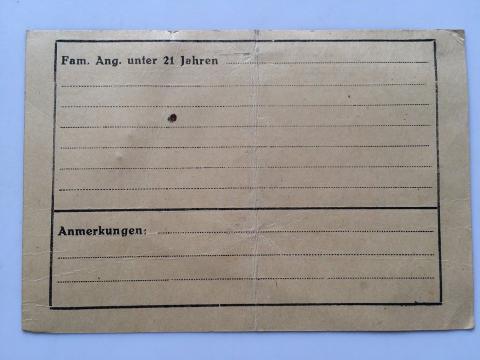 Fam. Ang. unter 21 Jahren
Anmerkungen: